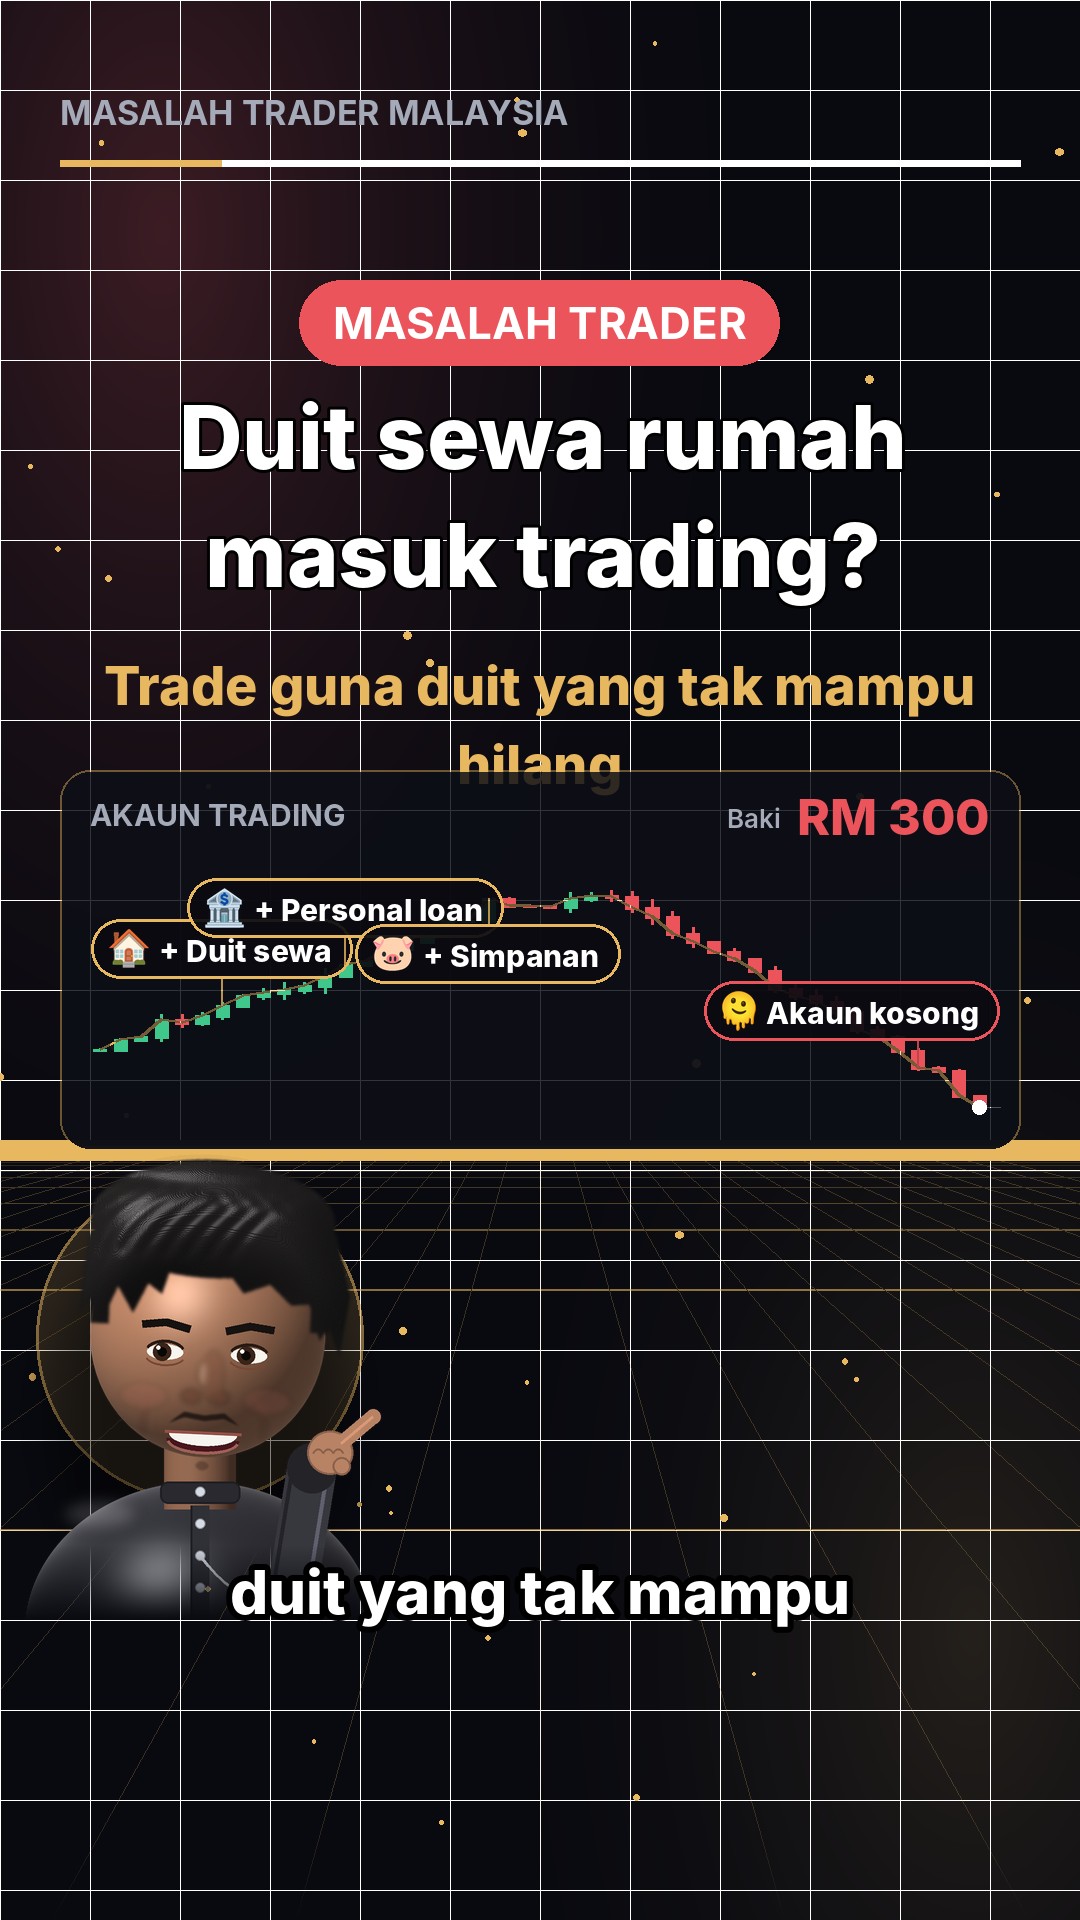 MASALAH TRADER MALAYSIA
MASALAH TRADER
Duit sewa rumah
masuk trading?
Trade guna duit yang tak mampu
hilang
AKAUN TRADING
Baki RM 300
+ Personal loan
+ Duit sewa
+ Simpanan
Akaun kosong
duit yang tak mampu